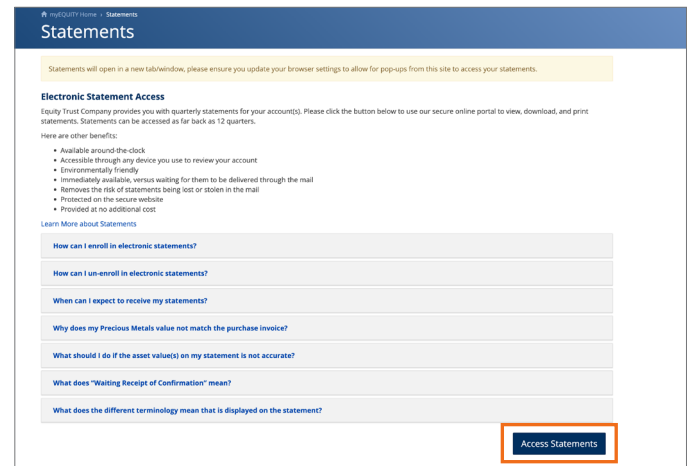 myEQUITY Home › Statements
Statements
Statements will open in a new tab/window, please ensure you update your browser settings to allow for pop-ups from this site to access your statements.
Electronic Statement Access
Equity Trust Company provides you with quarterly statements for your account(s). Please click the button below to use our secure online portal to view, download, and print
statements. Statements can be accessed as far back as 12 quarters.
Here are other benefits:
• Available around-the-clock
• Accessible through any device you use to review your account
• Environmentally friendly
• Immediately available, versus waiting for them to be delivered through the mail
• Removes the risk of statements being lost or stolen in the mail
• Protected on the secure website
• Provided at no additional cost
Learn More about Statements
How can I enroll in electronic statements?
How can I un-enroll in electronic statements?
When can I expect to receive my statements?
Why does my Precious Metals value not match the purchase invoice?
What should I do if the asset value(s) on my statement is not accurate?
What does "Waiting Receipt of Confirmation" mean?
What does the different terminology mean that is displayed on the statement?
Access Statements